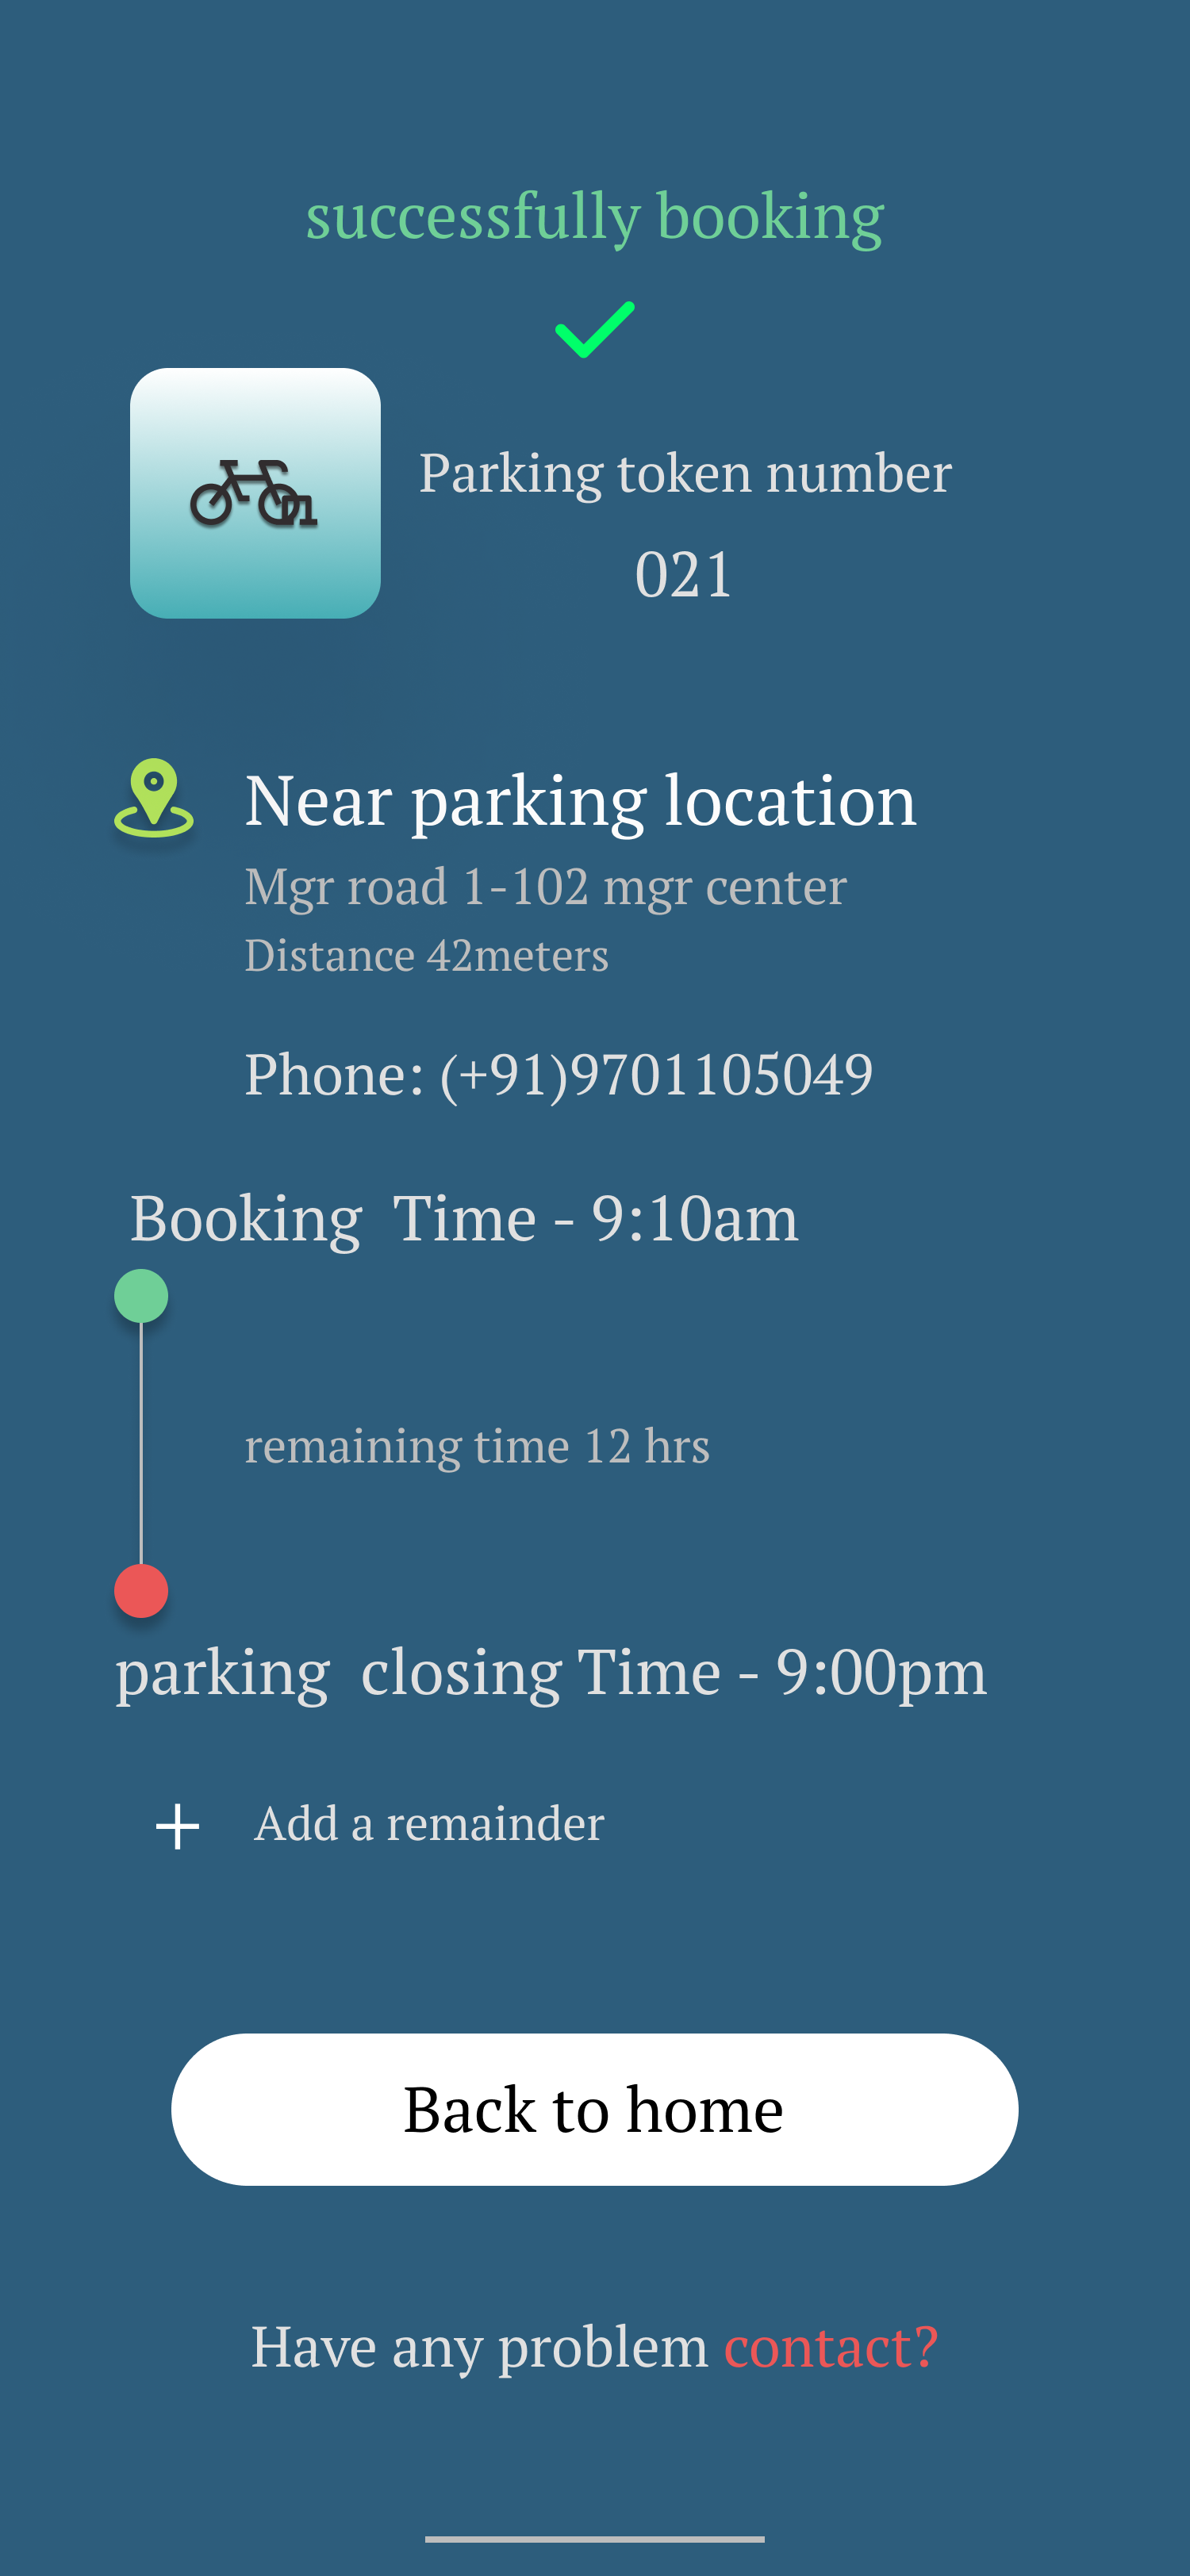 successfully booking
Parking token number
021
Near parking location
Mgr road 1-102 mgr center
Distance 42meters
Phone: (+91)9701105049
Booking  Time - 9:10am
remaining time 12 hrs
parking  closing Time - 9:00pm
+ Add a remainder
Back to home
Have any problem contact?